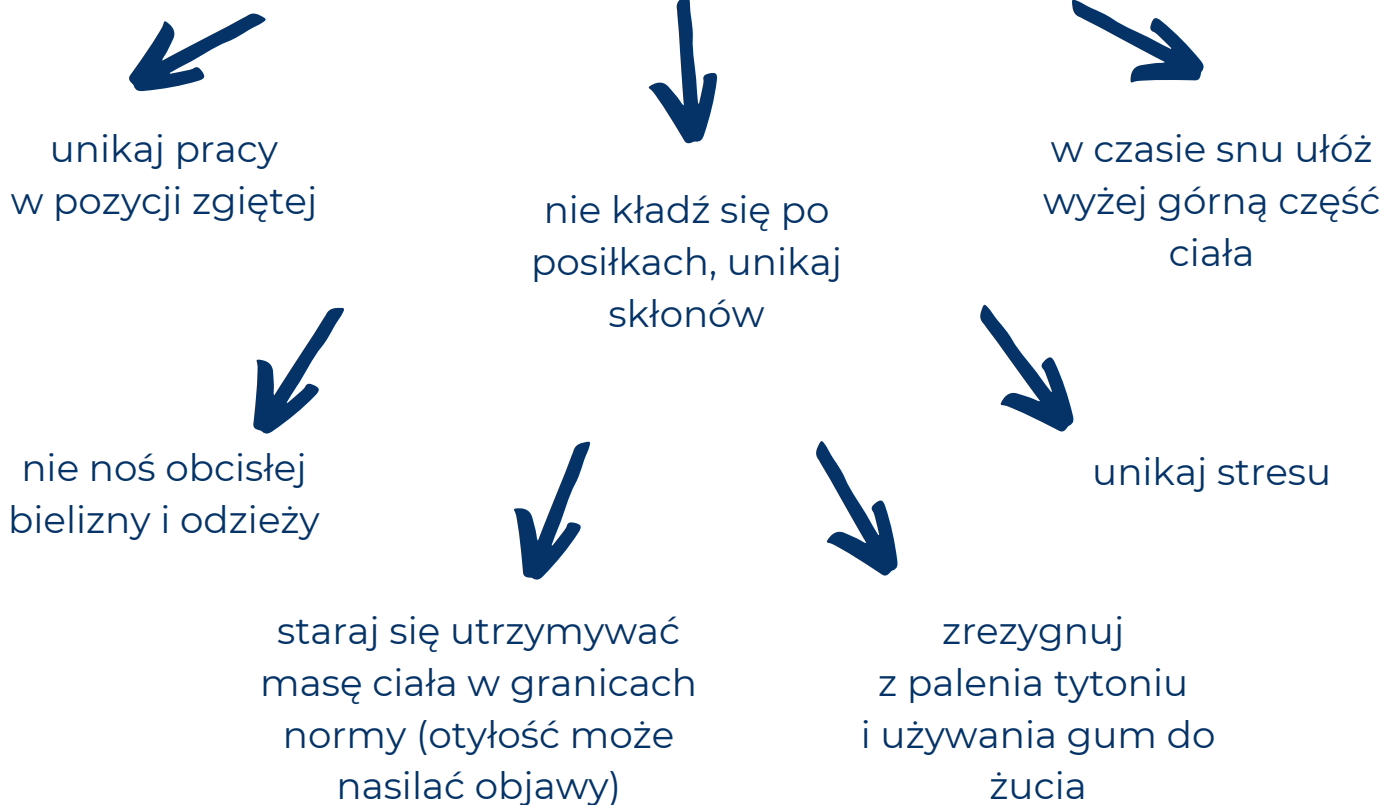 unikaj pracy
w pozycji zgiętej
nie kładź się po
posiłkach, unikaj
skłonów
w czasie snu ułóż
wyżej górną część
ciała
nie noś obcisłej
bielizny i odzieży
unikaj stresu
staraj się utrzymywać
masę ciała w granicach
normy (otyłość może
nasilać objawy)
zrezygnuj
z palenia tytoniu
i używania gum do
żucia